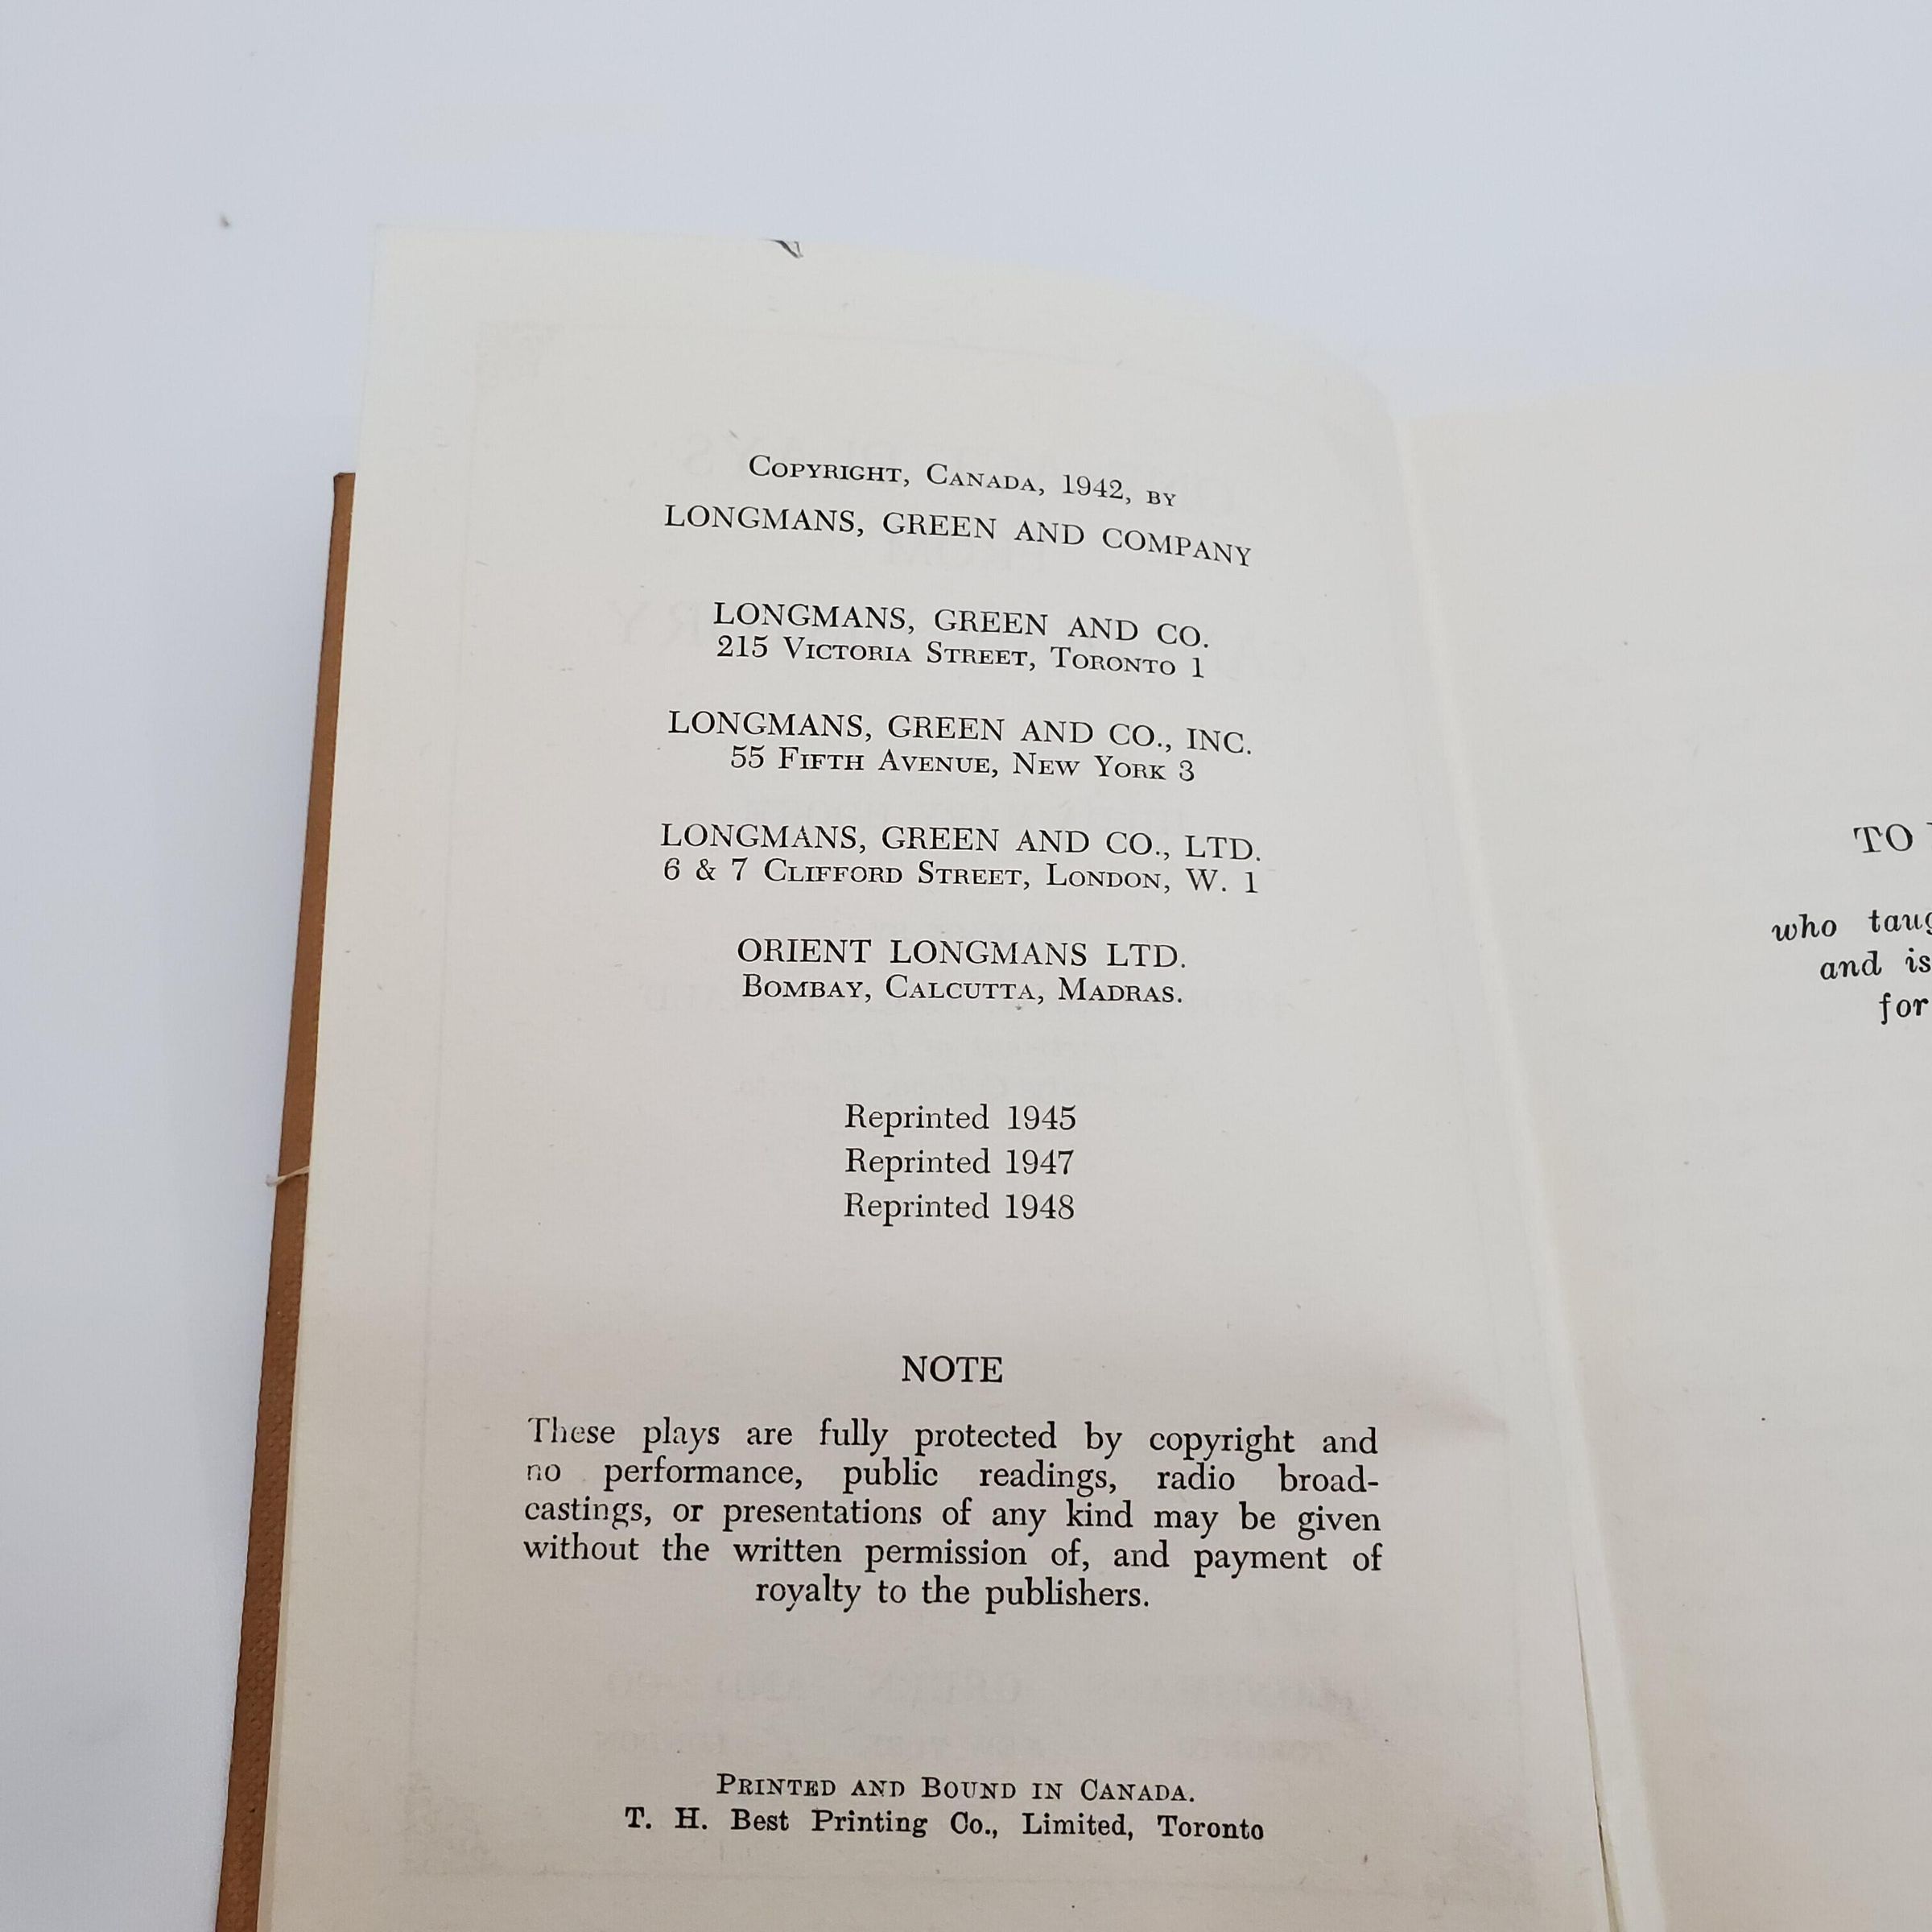 Copyright, Canada, 1942, by
LONGMANS, GREEN AND COMPANY
LONGMANS, GREEN AND CO.
215 Victoria Street, Toronto 1
LONGMANS, GREEN AND CO., INC.
55 Fifth Avenue, New York 3
LONGMANS, GREEN AND CO., LTD.
6 & 7 Clifford Street, London, W. 1
ORIENT LONGMANS LTD.
Bombay, Calcutta, Madras.
Reprinted 1945
Reprinted 1947
Reprinted 1948
NOTE
These plays are fully protected by copyright and
no performance, public readings, radio broad-
castings, or presentations of any kind may be given
without the written permission of, and payment of
royalty to the publishers.
Printed and Bound in Canada.
T. H. Best Printing Co., Limited, Toronto
TO
who
and is
for